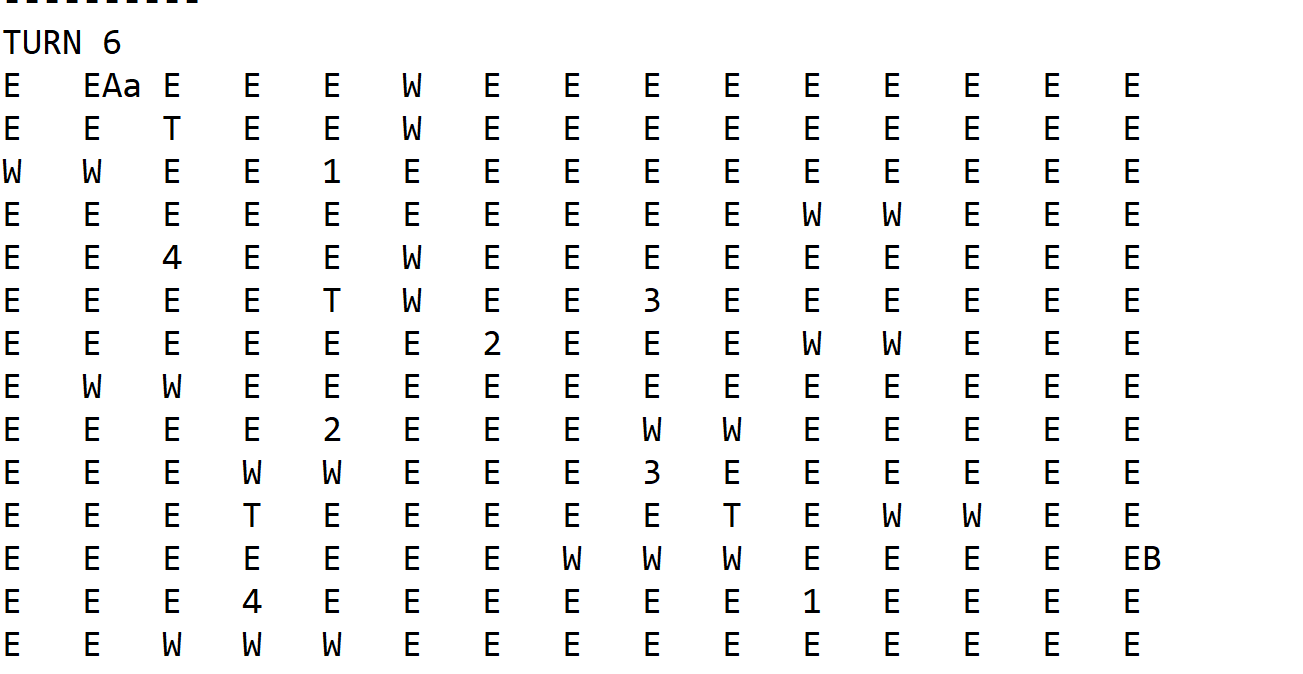 ----------
TURN 6
E   EAa E   E   E   W   E   E   E   E   E   E   E   E   E
E   E   T   E   E   W   E   E   E   E   E   E   E   E   E
W   W   E   E   1   E   E   E   E   E   E   E   E   E   E
E   E   E   E   E   E   E   E   E   E   W   W   E   E   E
E   E   4   E   E   W   E   E   E   E   E   E   E   E   E
E   E   E   E   T   W   E   E   3   E   E   E   E   E   E
E   E   E   E   E   E   2   E   E   E   W   W   E   E   E
E   W   W   E   E   E   E   E   E   E   E   E   E   E   E
E   E   E   E   2   E   E   E   W   W   E   E   E   E   E
E   E   E   W   W   E   E   E   3   E   E   E   E   E   E
E   E   E   T   E   E   E   E   E   T   E   W   W   E   E
E   E   E   E   E   E   E   W   W   W   E   E   E   E   EB
E   E   E   4   E   E   E   E   E   E   1   E   E   E   E
E   E   W   W   W   E   E   E   E   E   E   E   E   E   E